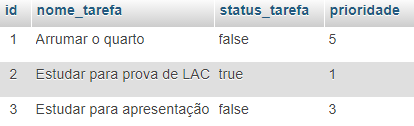 id nome_tarefa status_tarefa prioridade
1 Arrumar o quarto false 5
2 Estudar para prova de LAC true 1
3 Estudar para apresentação false 3